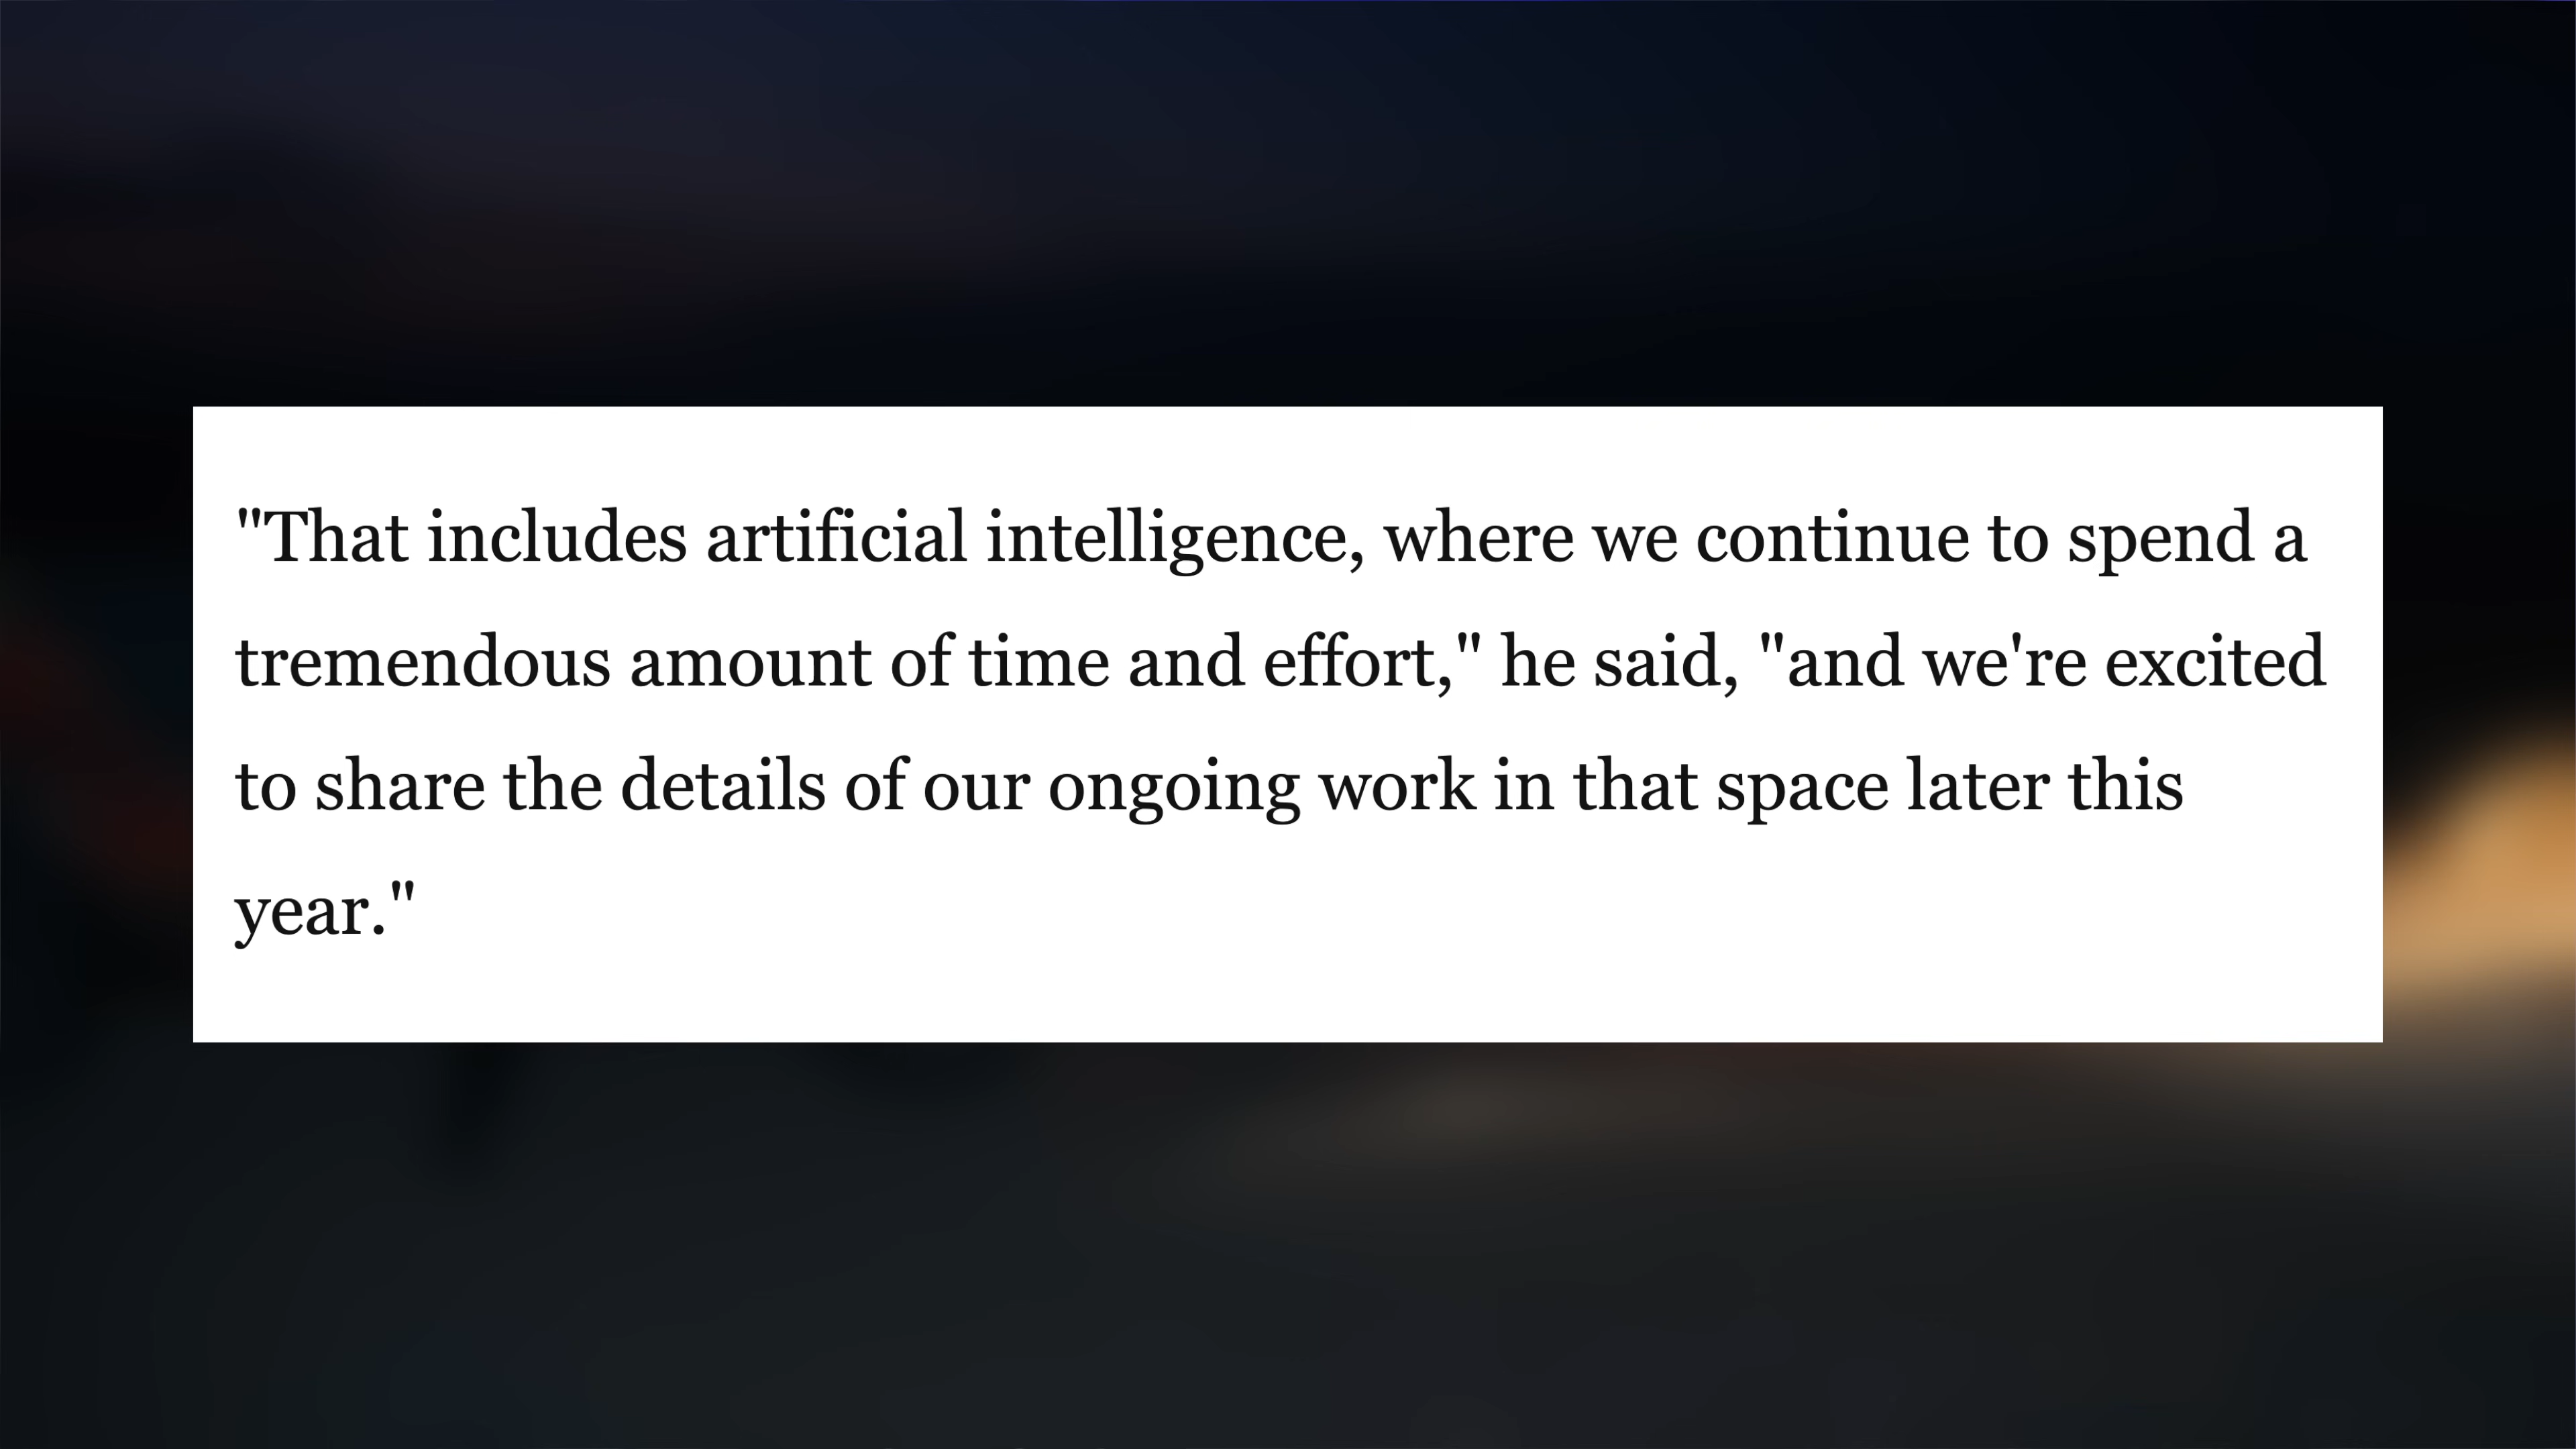 "That includes artificial intelligence, where we continue to spend a
tremendous amount of time and effort," he said, "and we're excited
to share the details of our ongoing work in that space later this
year."